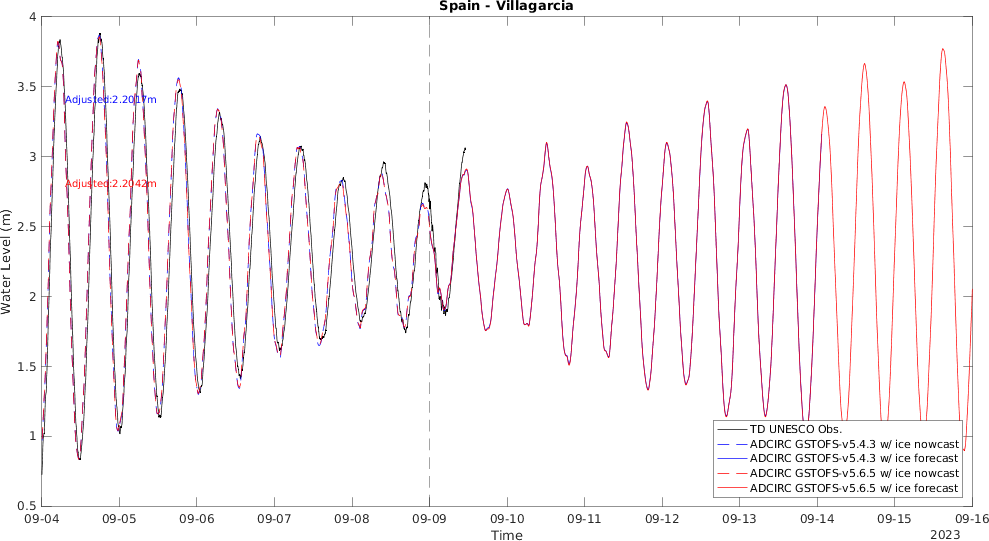 Spain - Villagarcia
4
3.5
3
2.5
2
1.5
1
0.5
Water Level (m)
Adjusted:2.2017m
Adjusted:2.2042m
TD UNESCO Obs.
ADCIRC GSTOFS-v5.4.3 w/ ice nowcast
ADCIRC GSTOFS-v5.4.3 w/ ice forecast
ADCIRC GSTOFS-v5.6.5 w/ ice nowcast
ADCIRC GSTOFS-v5.6.5 w/ ice forecast
09-04 09-05 09-06 09-07 09-08 09-09 09-10 09-11 09-12 09-13 09-14 09-15 09-16
Time
2023